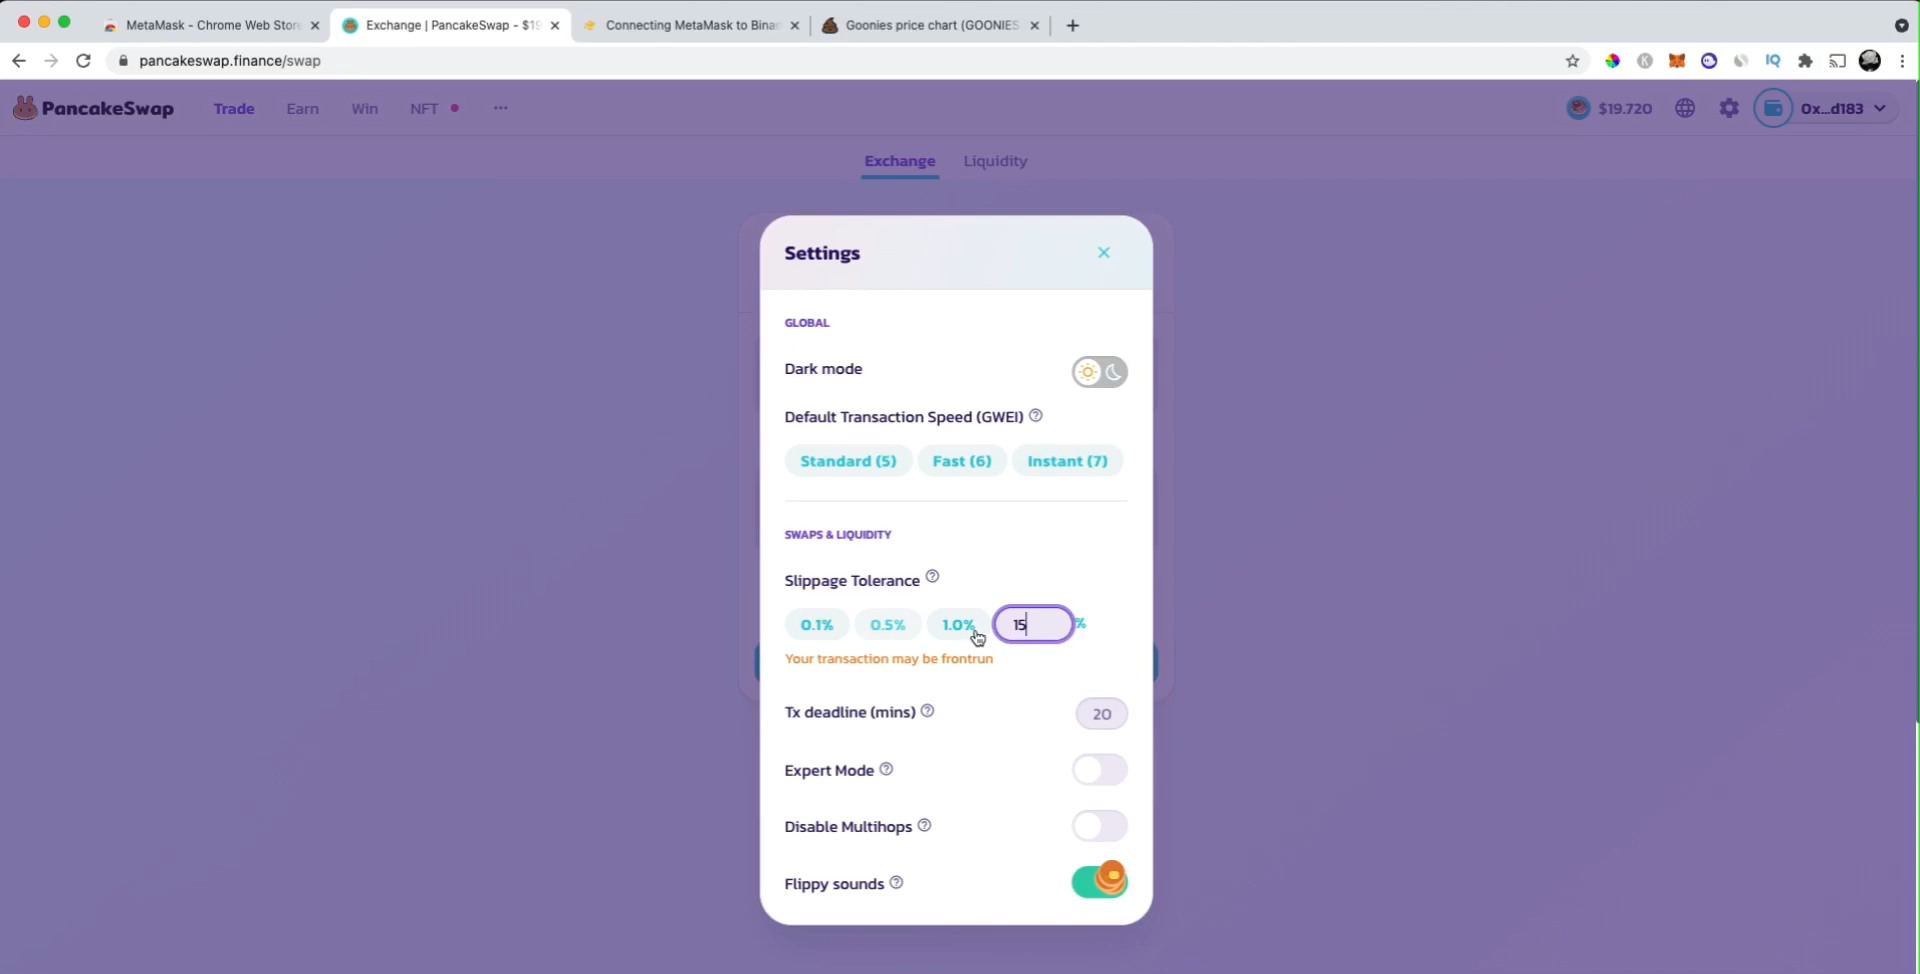 MetaMask - Chrome Web Store
Exchange | PancakeSwap - $19
Connecting MetaMask to Binan
Goonies price chart (GOONIES
pancakeswap.finance/swap
K
IQ
PancakeSwap
Trade
Earn
Win
NFT
$19.720
0x...d183
Exchange
Liquidity
Settings
GLOBAL
Dark mode
Default Transaction Speed (GWEI)
Standard (5)
Fast (6)
Instant (7)
SWAPS & LIQUIDITY
Slippage Tolerance
0.1%
0.5%
1.0%
15
%
Your transaction may be frontrun
Tx deadline (mins)
20
Expert Mode
Disable Multihops
Flippy sounds